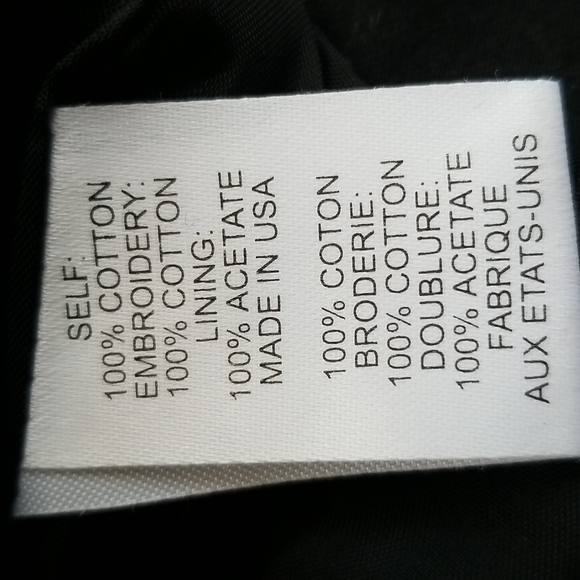 SELF:
100% COTTON
EMBROIDERY:
100% COTTON
LINING:
100% ACETATE
MADE IN USA
100% COTON
BRODERIE:
100% COTTON
DOUBLURE:
100% ACETATE
FABRIQUE
AUX ETATS-UNIS